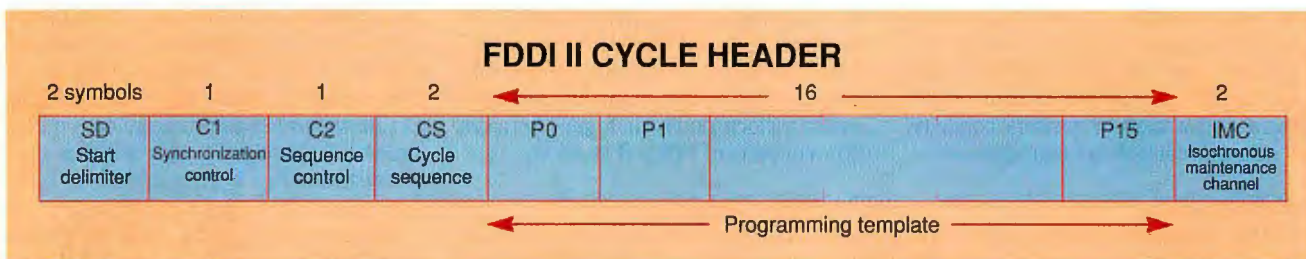 FDDI II CYCLE HEADER
2 symbols 1 1 2 16 2
SD C1 C2 CS P0 P1 P15 IMC
Start delimiter
Synchronization control
Sequence control
Cycle sequence
Isochronous maintenance channel
Programming template